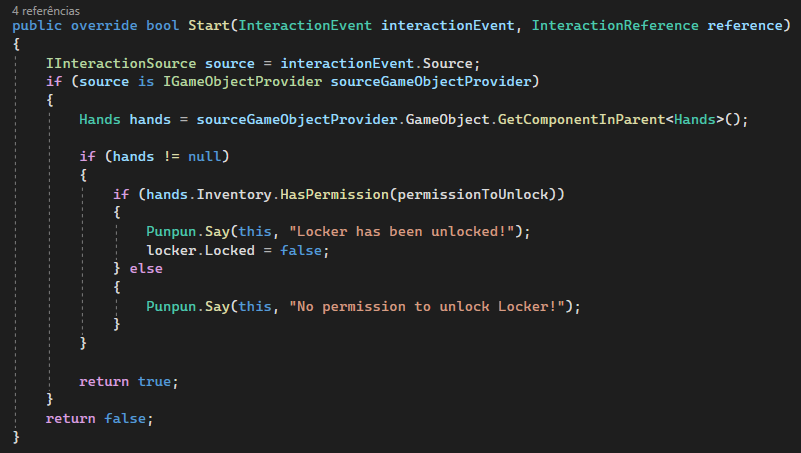 4 referências
public override bool Start(InteractionEvent interactionEvent, InteractionReference reference)
{
    IInteractionSource source = interactionEvent.Source;
    if (source is IGameObjectProvider sourceGameObjectProvider)
    {
        Hands hands = sourceGameObjectProvider.GameObject.GetComponentInParent<Hands>();

        if (hands != null)
        {
            if (hands.Inventory.HasPermission(permissionToUnlock))
            {
                Punpun.Say(this, "Locker has been unlocked!");
                locker.Locked = false;
            } else
            {
                Punpun.Say(this, "No permission to unlock Locker!");
            }
        }

        return true;
    }
    return false;
}